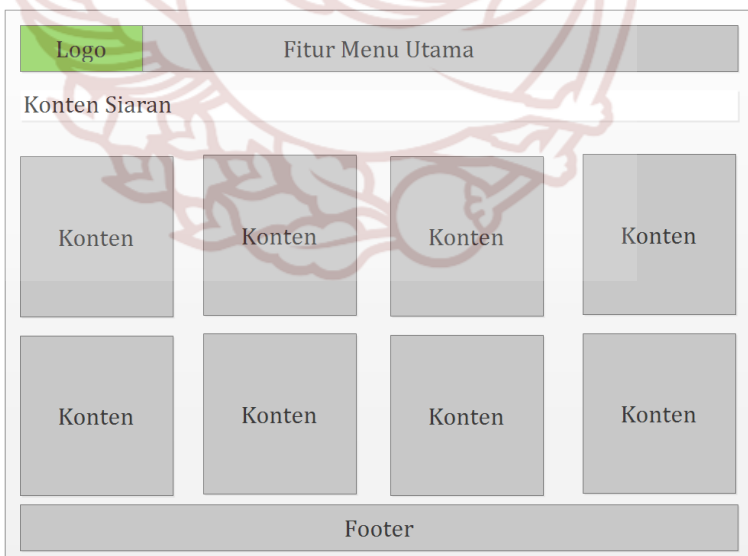 Logo
Fitur Menu Utama
Konten Siaran
Konten
Konten
Konten
Konten
Konten
Konten
Konten
Konten
Footer